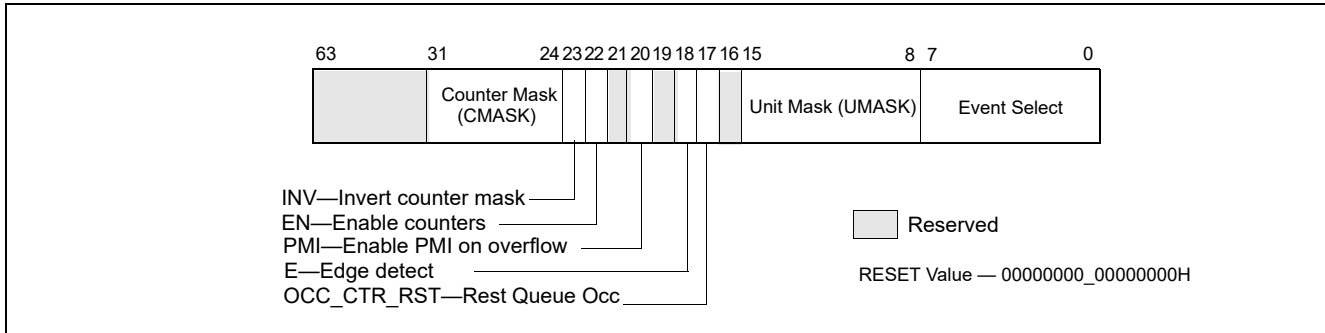 63 31 24 23 22 21 20 19 18 17 16 15 8 7 0
Counter Mask
(CMASK)
Unit Mask (UMASK)
Event Select
INV—Invert counter mask
EN—Enable counters
PMI—Enable PMI on overflow
E—Edge detect
OCC_CTR_RST—Rest Queue Occ
Reserved
RESET Value — 00000000_00000000H